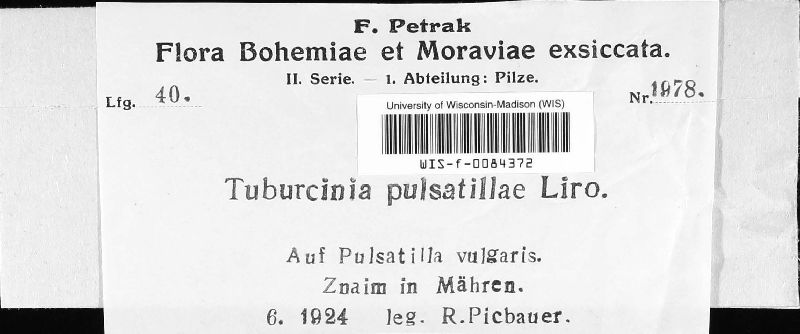 F. Petrak
Flora Bohemiae et Moraviae exsiccata.
II. Serie. — 1. Abteilung: Pilze.
Lfg. 40.
Nr. 1978.
University of Wisconsin-Madison (WIS)
WIS-f-0084372
Tuburcinia pulsatillae Liro.
Auf Pulsatilla vulgaris.
Znaim in Mähren.
6. 1924 leg. R.Picbauer.